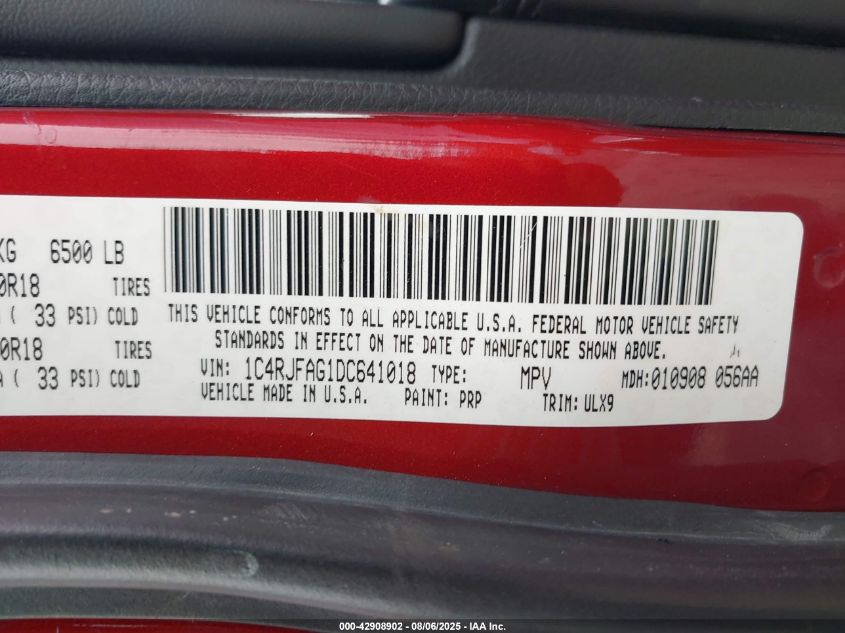 KG 6500 LB
0R18 TIRES
( 33 PSI) COLD
0R18 TIRES
A ( 33 PSI) COLD
THIS VEHICLE CONFORMS TO ALL APPLICABLE U.S.A. FEDERAL MOTOR VEHICLE SAFETY
STANDARDS IN EFFECT ON THE DATE OF MANUFACTURE SHOWN ABOVE.
VIN: 1C4RJFAG1DC641018 TYPE: MPV MDH:010908 056AA
VEHICLE MADE IN U.S.A. PAINT: PRP TRIM: ULX9
000-42908902 - 08/06/2025 - IAA Inc.